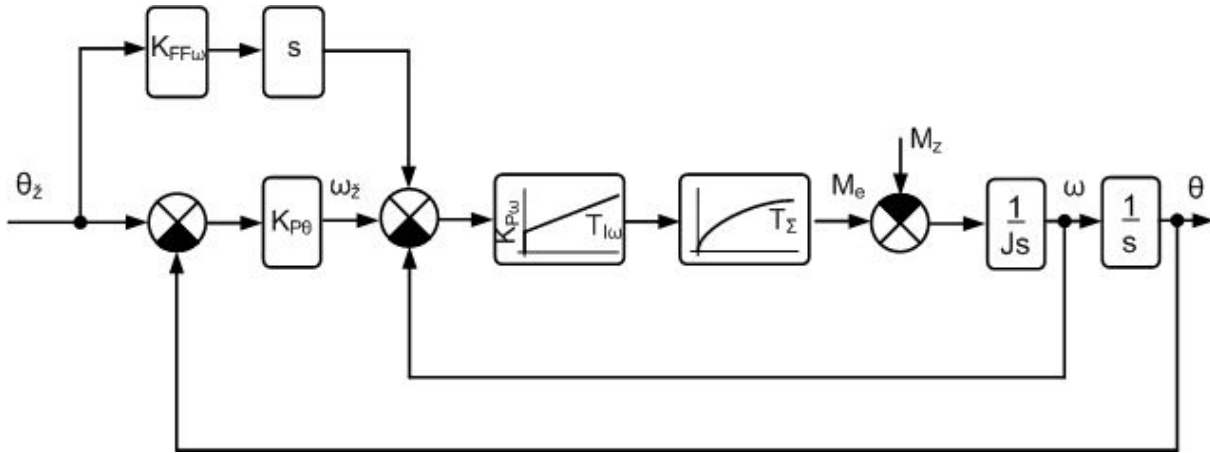 K_FFω
s
θ_ž
K_Pθ
ω_ž
K_Pω
T_Iω
T_Σ
M_e
M_z
1
Js
ω
1
s
θ